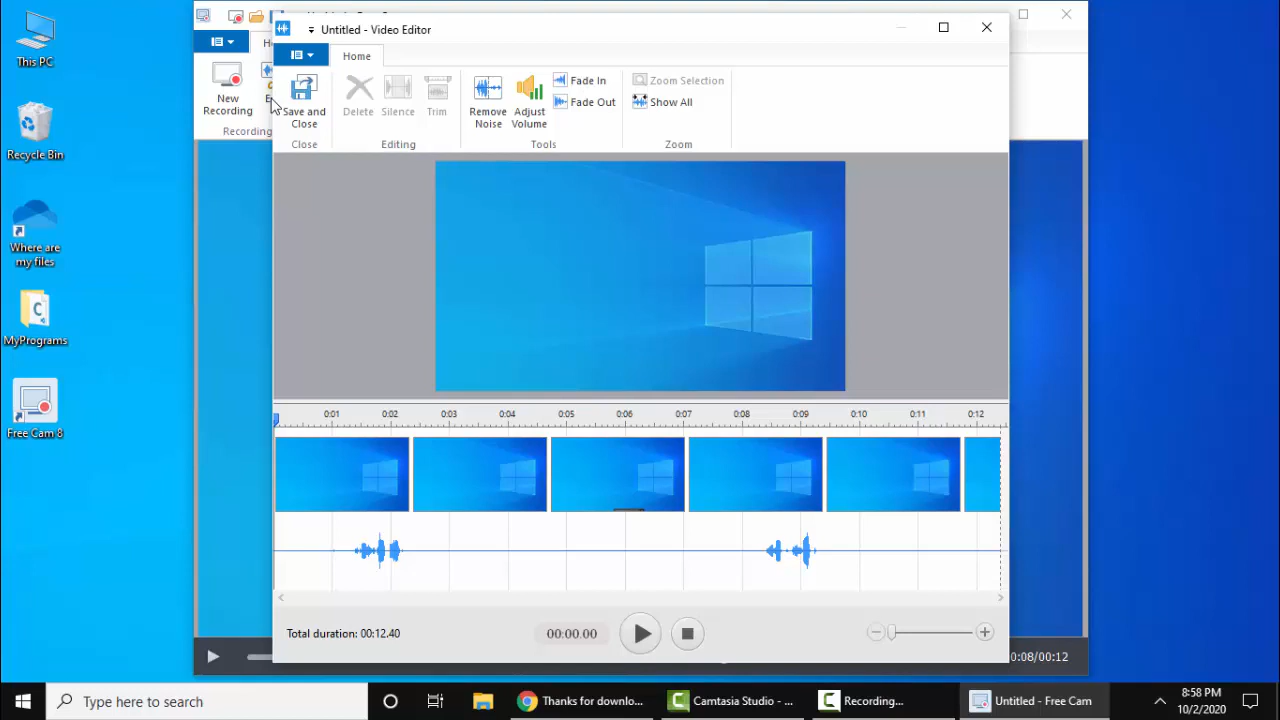 This PC
Recycle Bin
Where are
my files
MyPrograms
Free Cam 8
New
Recording
Recording
Untitled - Video Editor
Home
Save and
Close
Close
Delete
Silence
Trim
Editing
Remove
Noise
Adjust
Volume
Fade In
Fade Out
Tools
Zoom Selection
Show All
Zoom
0:01 0:02 0:03 0:04 0:05 0:06 0:07 0:08 0:09 0:10 0:11 0:12
Total duration: 00:12.40
00:00.00
0:08/00:12
Type here to search
Thanks for downlo...
Camtasia Studio - ...
Recording...
Untitled - Free Cam
8:58 PM
10/2/2020